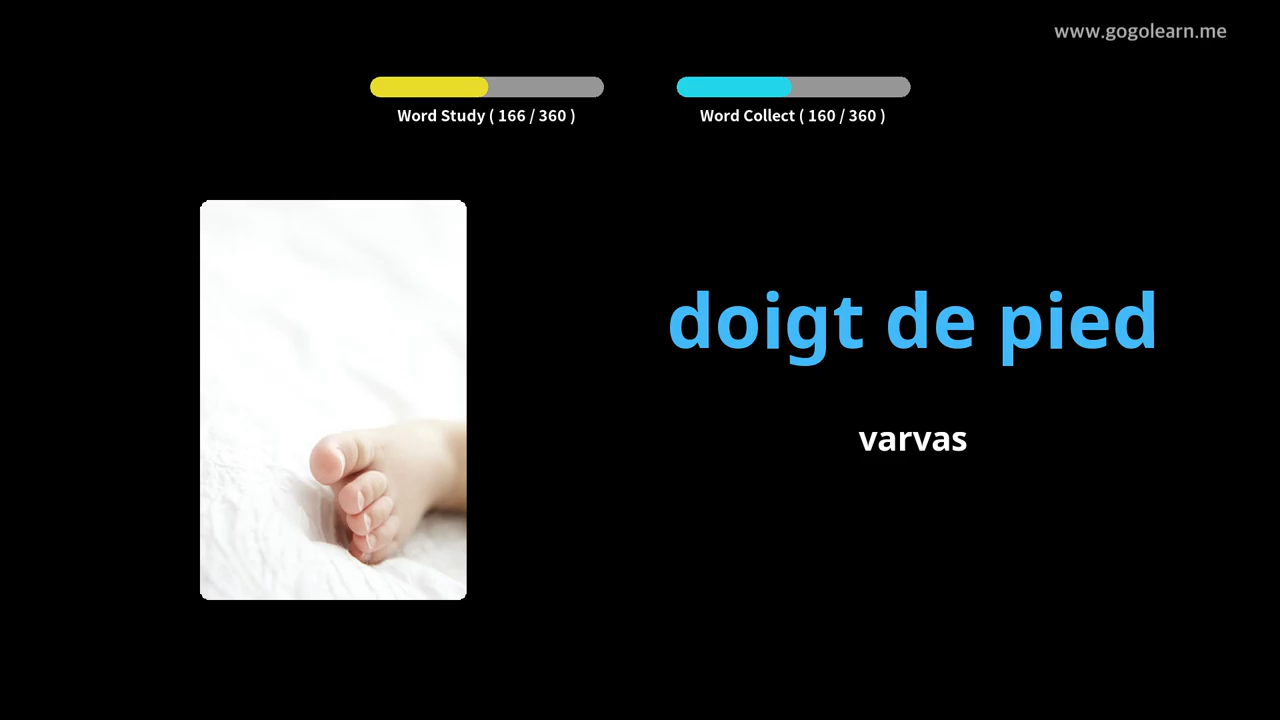 www.gogolearn.me
Word Study ( 166 / 360 )
Word Collect ( 160 / 360 )
doigt de pied
varvas